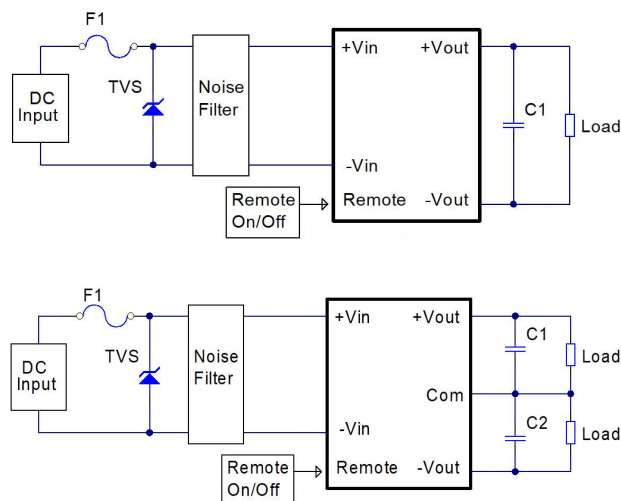 F1
+Vin
+Vout
TVS
Noise
Filter
DC
Input
C1
Load
-Vin
Remote
On/Off
Remote
-Vout
F1
+Vin
+Vout
TVS
Noise
Filter
C1
Load
DC
Input
Com
-Vin
C2
Load
Remote
On/Off
Remote
-Vout